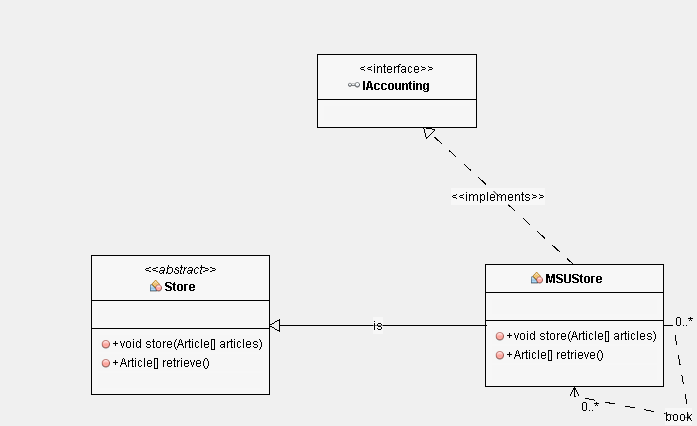 <<interface>>
IAccounting
<<implements>>
<<abstract>>
Store
+void store(Article[] articles)
+Article[] retrieve()
is
MSUStore
+void store(Article[] articles)
+Article[] retrieve()
0..*
0..*
book